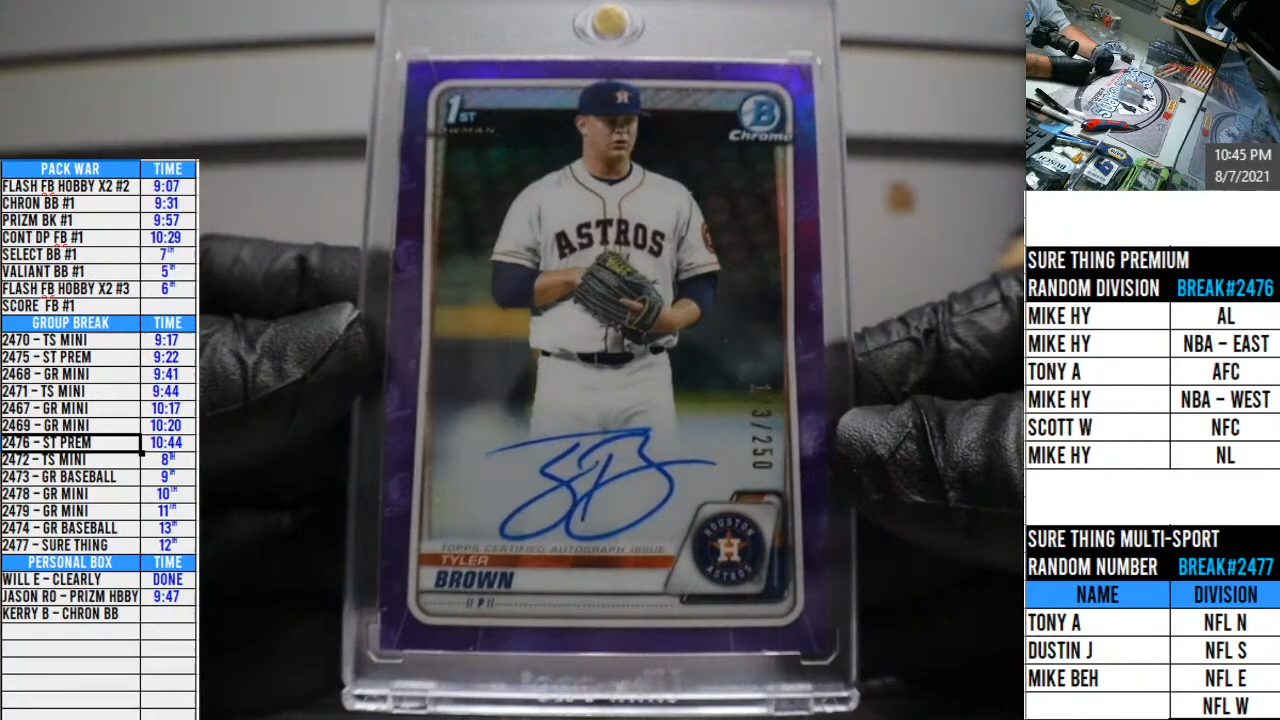 PACK WAR TIME
FLASH FB HOBBY X2 #2 9:07
CHRON BB #1 9:31
PRIZM BK #1 9:57
CONT DP FB #1 10:29
SELECT BB #1 7TH
VALIANT BB #1 5TH
FLASH FB HOBBY X2 #3 6TH
SCORE FB #1
GROUP BREAK TIME
2470 – TS MINI 9:17
2475 – ST PREM 9:22
2468 – GR MINI 9:41
2471 – TS MINI 9:44
2467 – GR MINI 10:17
2469 – GR MINI 10:20
2476 – ST PREM 10:44
2472 – TS MINI 8TH
2473 – GR BASEBALL 9TH
2478 – GR MINI 10TH
2479 – GR MINI 11TH
2474 – GR BASEBALL 13TH
2477 – SURE THING 12TH
PERSONAL BOX TIME
WILL E – CLEARLY DONE
JASON RO – PRIZM HBBY 9:47
KERRY B – CHRON BB
1ST
BOWMAN
B
Chrome
ASTROS
/250
TOPPS CERTIFIED AUTOGRAPH ISSUE
TYLER
BROWN
P
HOUSTON
H
ASTROS
10:45 PM
8/7/2021
SURE THING PREMIUM
RANDOM DIVISION BREAK#2476
MIKE HY AL
MIKE HY NBA – EAST
TONY A AFC
MIKE HY NBA – WEST
SCOTT W NFC
MIKE HY NL
SURE THING MULTI-SPORT
RANDOM NUMBER BREAK#2477
NAME DIVISION
TONY A NFL N
DUSTIN J NFL S
MIKE BEH NFL E
NFL W